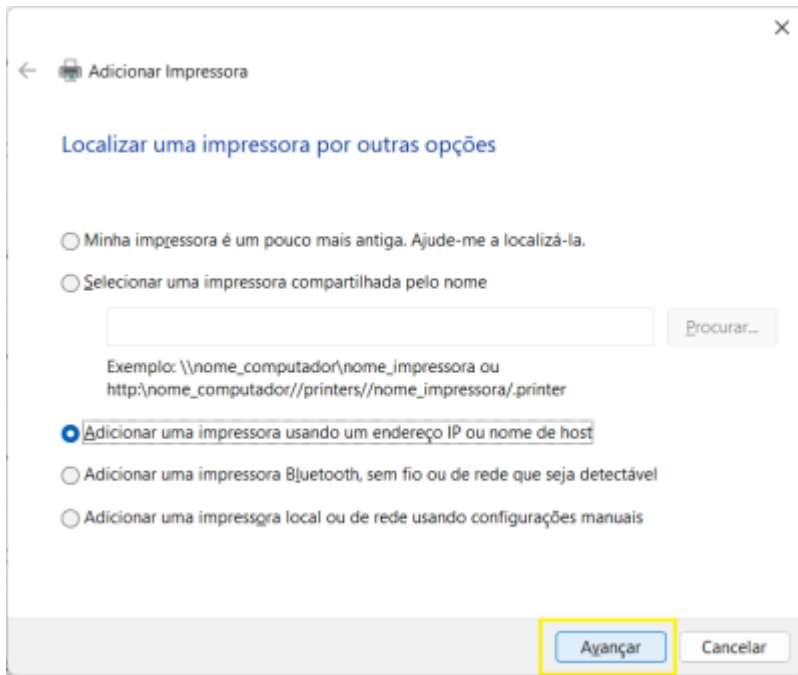 Adicionar Impressora
Localizar uma impressora por outras opções
Minha impressora é um pouco mais antiga. Ajude-me a localizá-la.
Selecionar uma impressora compartilhada pelo nome
Procurar...
Exemplo: \\nome_computador\nome_impressora ou
http:\nome_computador//printers//nome_impressora/.printer
Adicionar uma impressora usando um endereço IP ou nome de host
Adicionar uma impressora Bluetooth, sem fio ou de rede que seja detectável
Adicionar uma impressora local ou de rede usando configurações manuais
Avançar
Cancelar